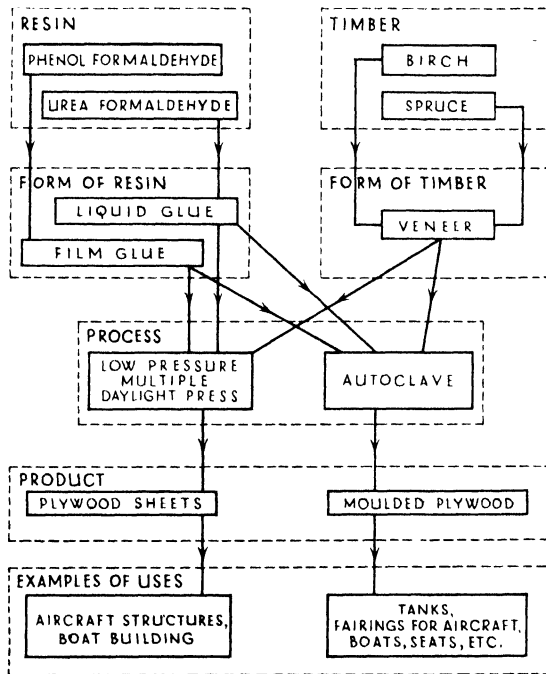 RESIN
PHENOL FORMALDEHYDE
UREA FORMALDEHYDE
TIMBER
BIRCH
SPRUCE
FORM OF RESIN
LIQUID GLUE
FILM GLUE
FORM OF TIMBER
VENEER
PROCESS
LOW PRESSURE
MULTIPLE
DAYLIGHT PRESS
AUTOCLAVE
PRODUCT
PLYWOOD SHEETS
MOULDED PLYWOOD
EXAMPLES OF USES
AIRCRAFT STRUCTURES,
BOAT BUILDING
TANKS,
FAIRINGS FOR AIRCRAFT,
BOATS, SEATS, ETC.